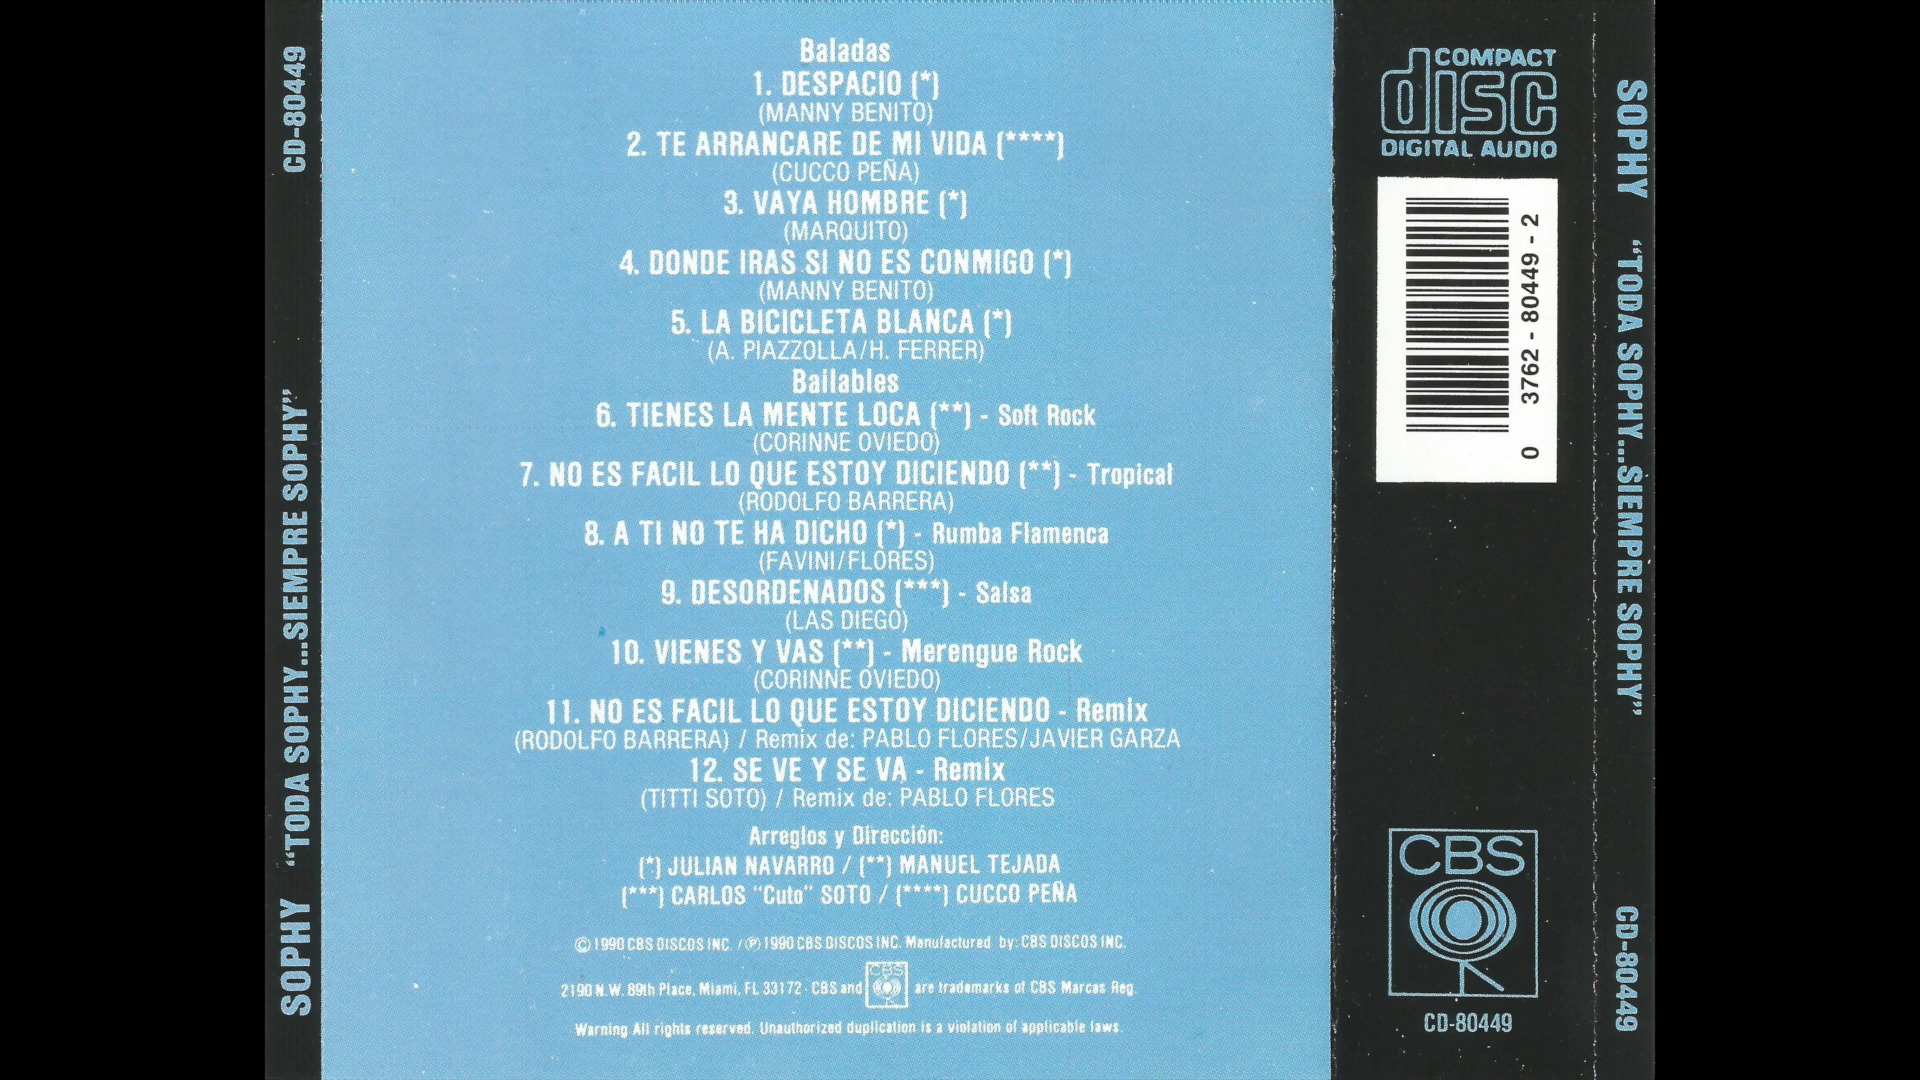 CD-80449
SOPHY "TODA SOPHY...SIEMPRE SOPHY"
Baladas
1. DESPACIO (*)
(MANNY BENITO)
2. TE ARRANCARE DE MI VIDA (****)
(CUCCO PEÑA)
3. VAYA HOMBRE (*)
(MARQUITO)
4. DONDE IRAS SI NO ES CONMIGO (*)
(MANNY BENITO)
5. LA BICICLETA BLANCA (*)
(A. PIAZZOLLA/H. FERRER)
Bailables
6. TIENES LA MENTE LOCA (**) - Soft Rock
(CORINNE OVIEDO)
7. NO ES FACIL LO QUE ESTOY DICIENDO (**) - Tropical
(RODOLFO BARRERA)
8. A TI NO TE HA DICHO (*) - Rumba Flamenca
(FAVINI/FLORES)
9. DESORDENADOS (***) - Salsa
(LAS DIEGO)
10. VIENES Y VAS (**) - Merengue Rock
(CORINNE OVIEDO)
11. NO ES FACIL LO QUE ESTOY DICIENDO - Remix
(RODOLFO BARRERA) / Remix de: PABLO FLORES/JAVIER GARZA
12. SE VE Y SE VA - Remix
(TITTI SOTO) / Remix de: PABLO FLORES
Arreglos y Dirección:
(*) JULIAN NAVARRO / (**) MANUEL TEJADA
(***) CARLOS "Cuto" SOTO / (****) CUCCO PEÑA
© 1990 CBS DISCOS INC. / ℗ 1990 CBS DISCOS INC. Manufactured by: CBS DISCOS INC.
2190 N.W. 89th Place, Miami, FL 33172 - CBS and CBS are trademarks of CBS Marcas Reg.
Warning All rights reserved. Unauthorized duplication is a violation of applicable laws.
COMPACT
disc
DIGITAL AUDIO
0 3762 - 80449 - 2
CBS
CD-80449
SOPHY "TODA SOPHY...SIEMPRE SOPHY"
CD-80449